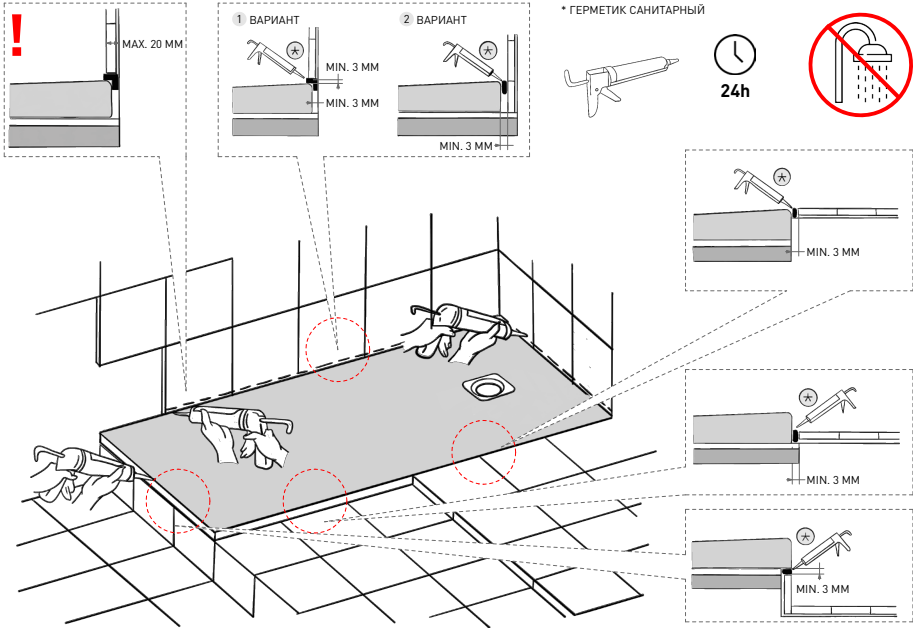 !
MAX. 20 MM
1 ВАРИАНТ
2 ВАРИАНТ
MIN. 3 MM
MIN. 3 MM
MIN. 3 MM
* ГЕРМЕТИК САНИТАРНЫЙ
24h
MIN. 3 MM
MIN. 3 MM
MIN. 3 MM